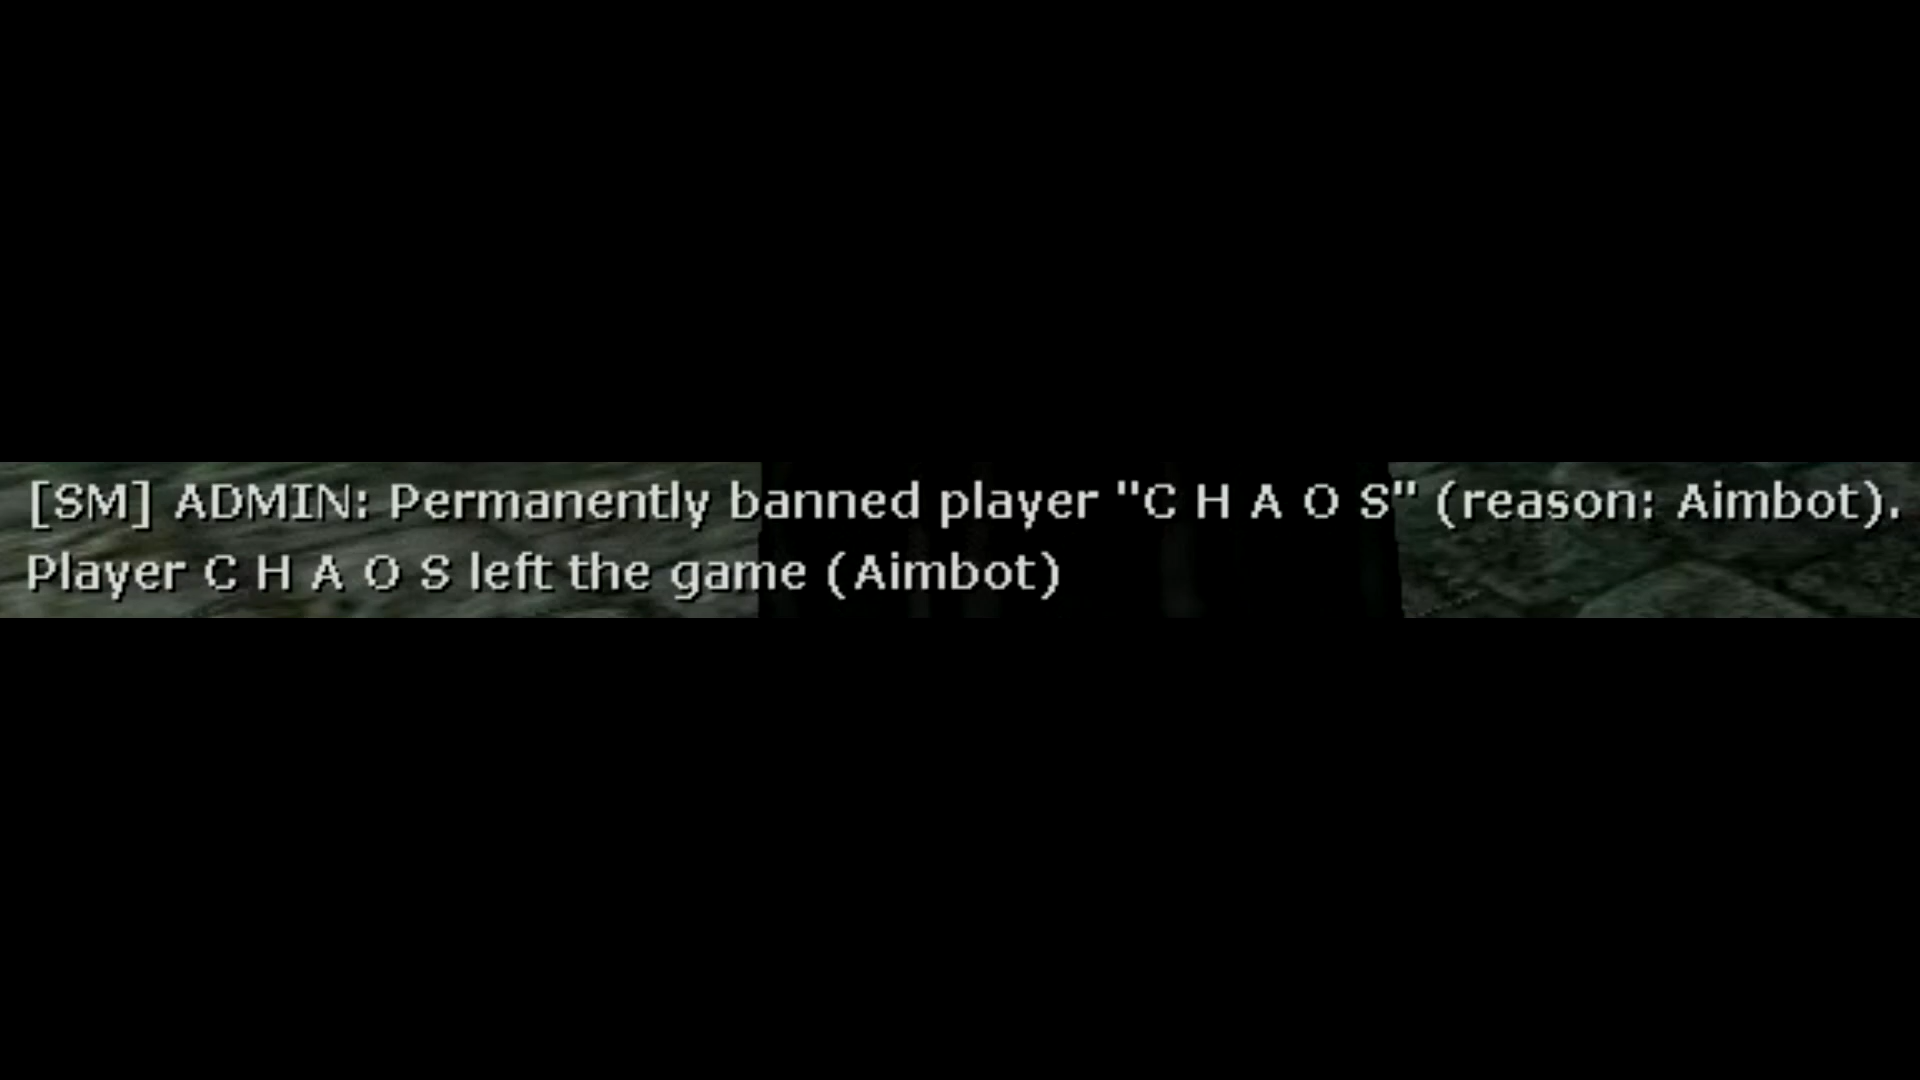 [SM] ADMIN: Permanently banned player "C H A O S" (reason: Aimbot).
Player C H A O S left the game (Aimbot)